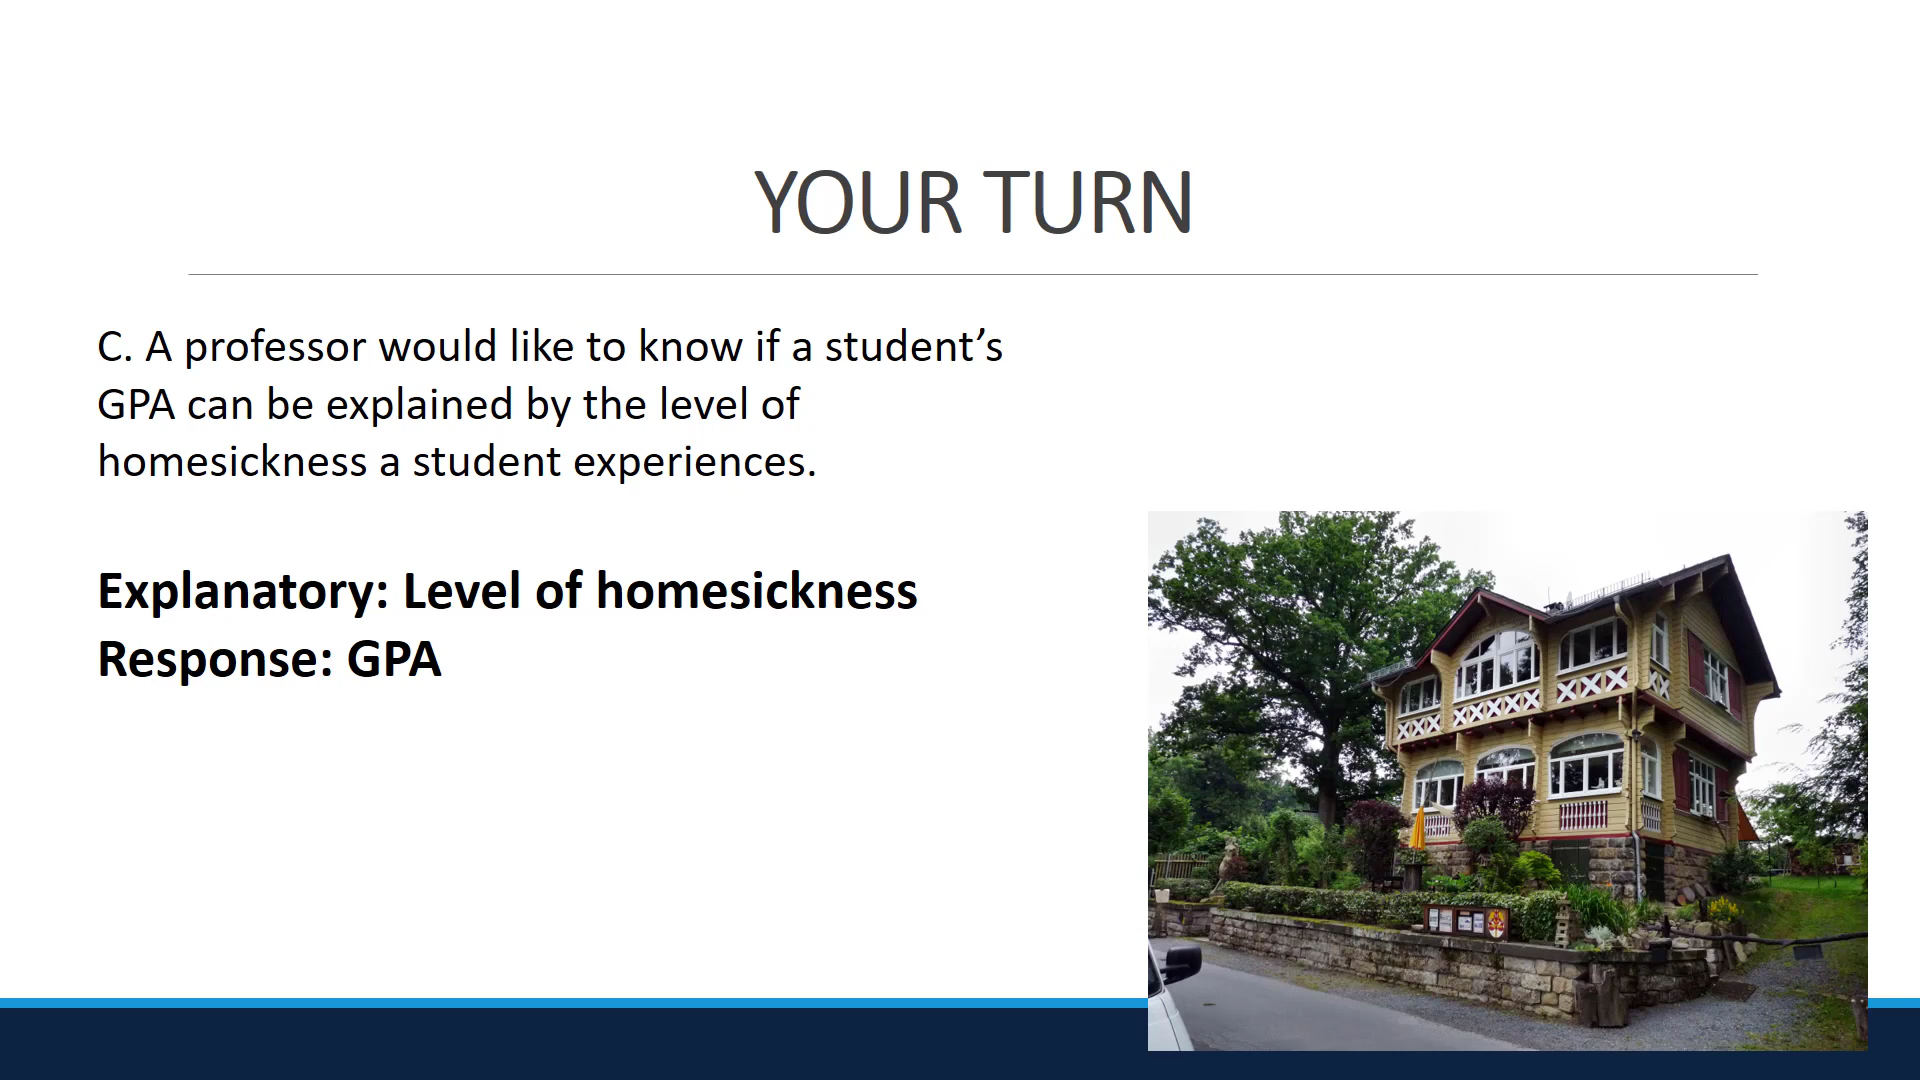 YOUR TURN
C. A professor would like to know if a student’s
GPA can be explained by the level of
homesickness a student experiences.
Explanatory: Level of homesickness
Response: GPA